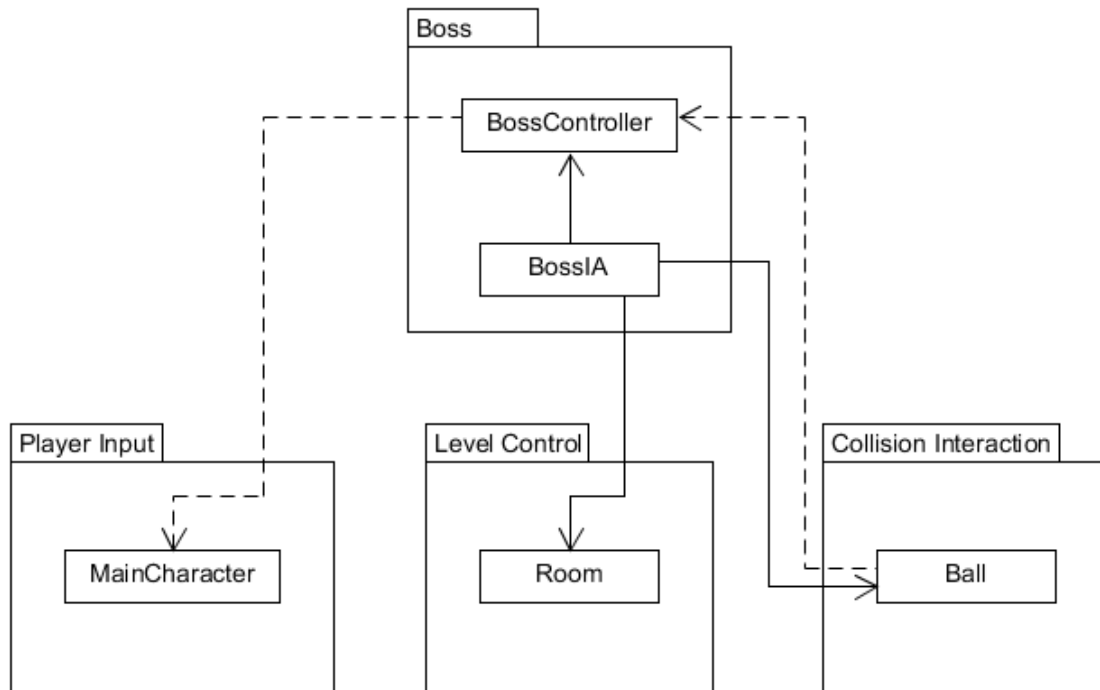 Boss
BossController
BossIA
Player Input
Level Control
Collision Interaction
MainCharacter
Room
Ball